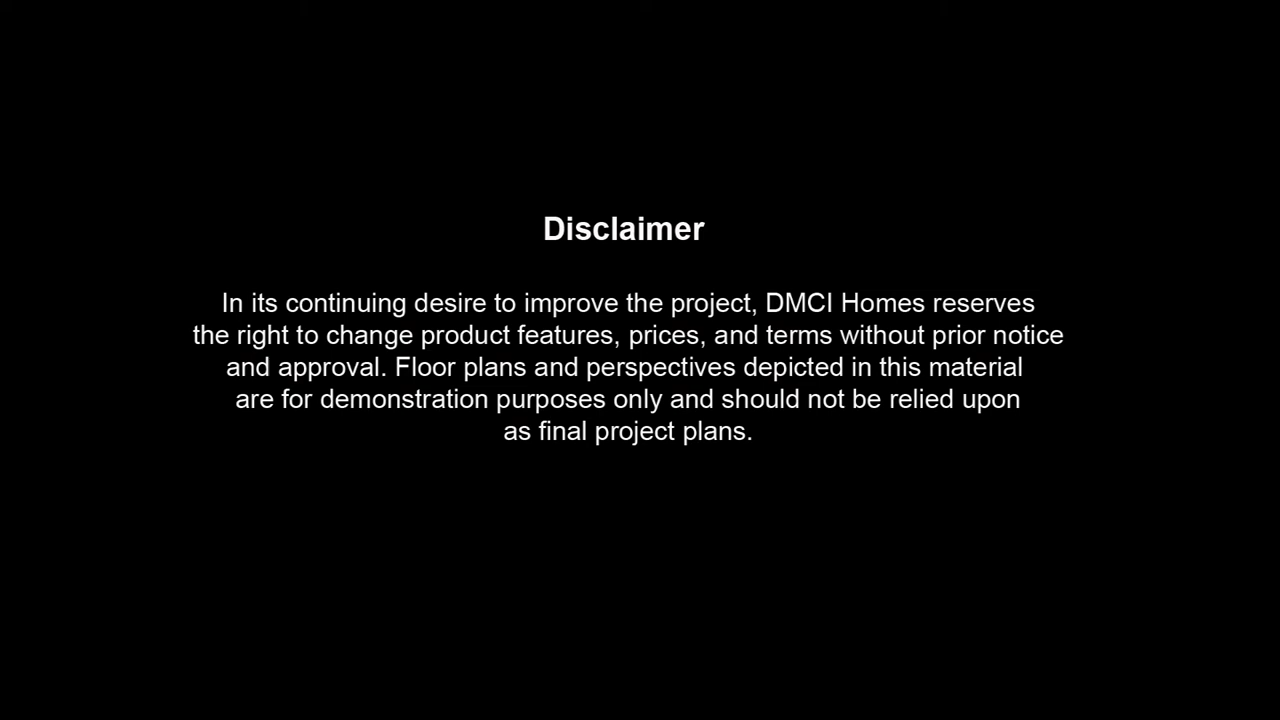 Disclaimer
In its continuing desire to improve the project, DMCI Homes reserves
the right to change product features, prices, and terms without prior notice
and approval. Floor plans and perspectives depicted in this material
are for demonstration purposes only and should not be relied upon
as final project plans.